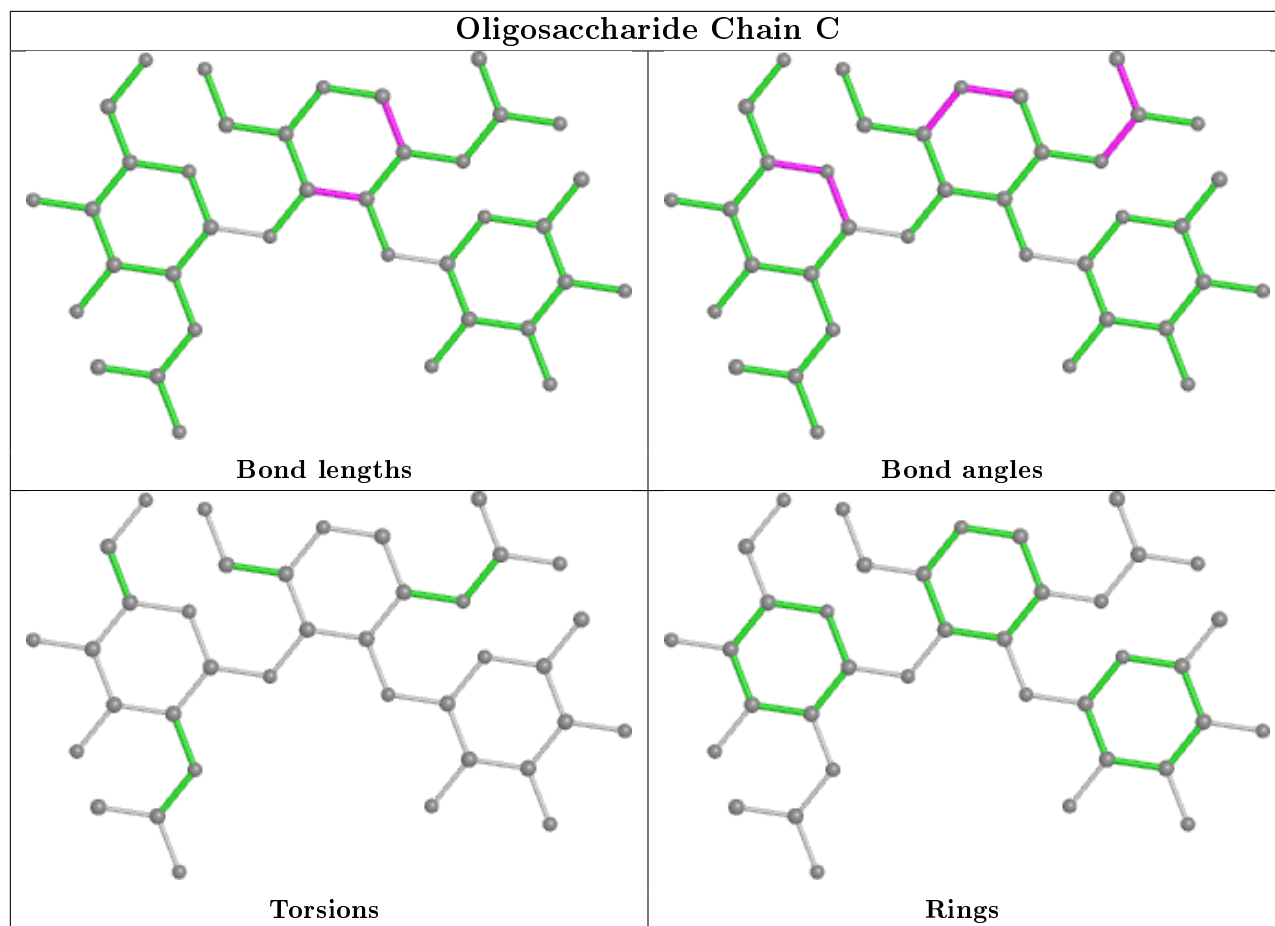 Oligosaccharide Chain C
Bond lengths
Bond angles
Torsions
Rings